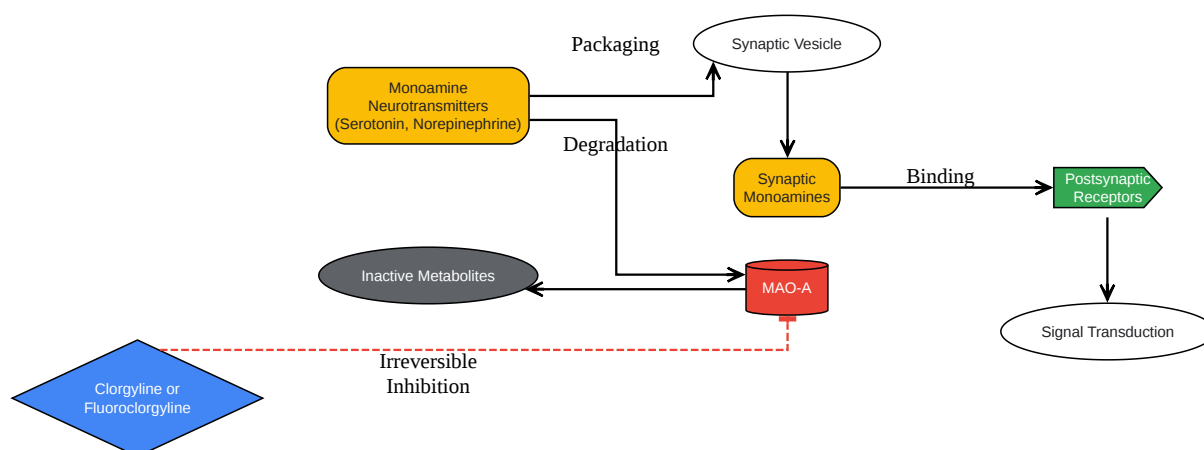 Packaging
Synaptic Vesicle
Monoamine
Neurotransmitters
(Serotonin, Norepinephrine)
Degradation
Synaptic
Monoamines
Binding
Postsynaptic
Receptors
Inactive Metabolites
MAO-A
Signal Transduction
Irreversible
Inhibition
Clorgyline or
Fluoroclorgyline